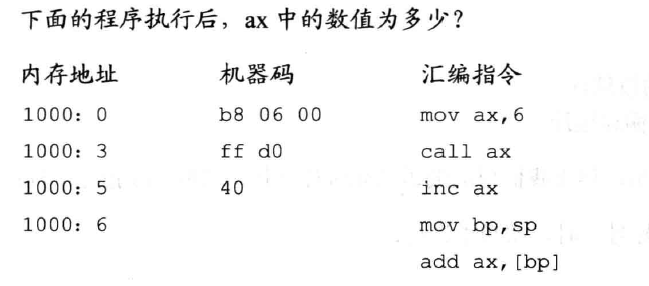 下面的程序执行后，ax 中的数值为多少？
内存地址 机器码 汇编指令
1000：0 b8 06 00 mov ax,6
1000：3 ff d0 call ax
1000：5 40 inc ax
1000：6 mov bp,sp
add ax,[bp]